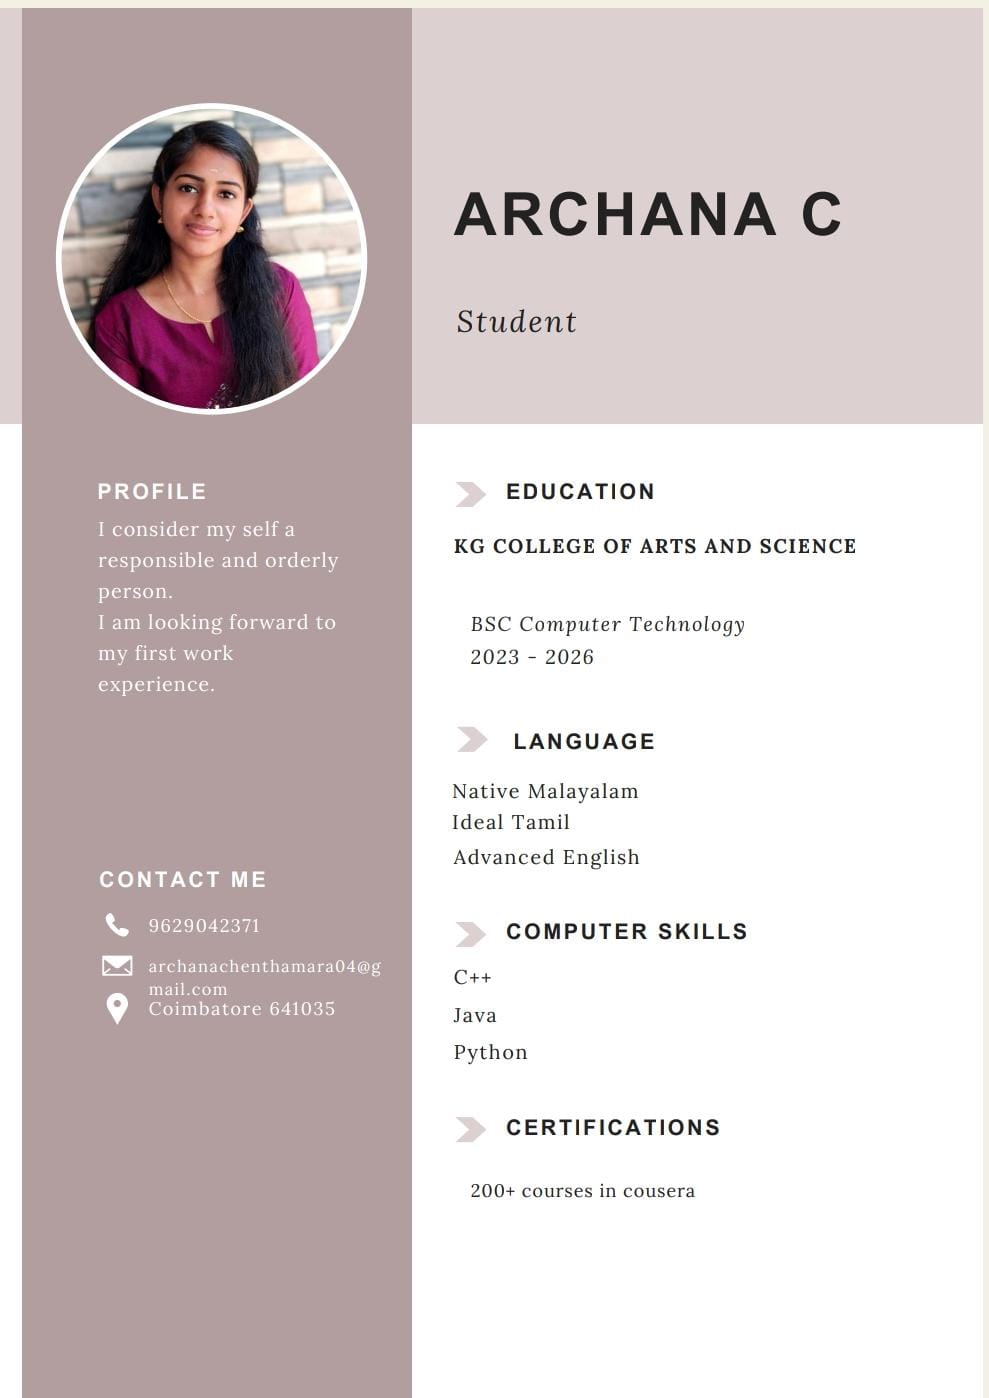 ARCHANA C
Student
PROFILE
I consider my self a
responsible and orderly
person.
I am looking forward to
my first work
experience.
CONTACT ME
9629042371
archanachenthamara04@g
mail.com
Coimbatore 641035
EDUCATION
KG COLLEGE OF ARTS AND SCIENCE
BSC Computer Technology
2023 - 2026
LANGUAGE
Native Malayalam
Ideal Tamil
Advanced English
COMPUTER SKILLS
C++
Java
Python
CERTIFICATIONS
200+ courses in cousera